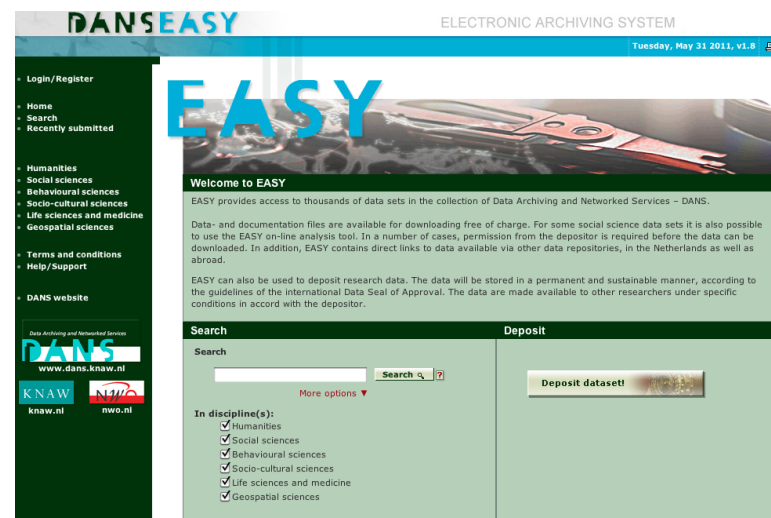 DANSEASY
ELECTRONIC ARCHIVING SYSTEM
Tuesday, May 31 2011, v1.8
Login/Register
Home
Search
Recently submitted
Humanities
Social sciences
Behavioural sciences
Socio-cultural sciences
Life sciences and medicine
Geospatial sciences
Terms and conditions
Help/Support
DANS website
Data Archiving and Networked Services
DANS
www.dans.knaw.nl
KNAW
NWO
knaw.nl
nwo.nl
EASY
Welcome to EASY
EASY provides access to thousands of data sets in the collection of Data Archiving and Networked Services – DANS.
Data- and documentation files are available for downloading free of charge. For some social science data sets it is also possible
to use the EASY on-line analysis tool. In a number of cases, permission from the depositor is required before the data can be
downloaded. In addition, EASY contains direct links to data available via other data repositories, in the Netherlands as well as
abroad.
EASY can also be used to deposit research data. The data will be stored in a permanent and sustainable manner, according to
the guidelines of the international Data Seal of Approval. The data are made available to other researchers under specific
conditions in accord with the depositor.
Search
Search
Search ?
More options ▼
In discipline(s):
Humanities
Social sciences
Behavioural sciences
Socio-cultural sciences
Life sciences and medicine
Geospatial sciences
Deposit
Deposit dataset!